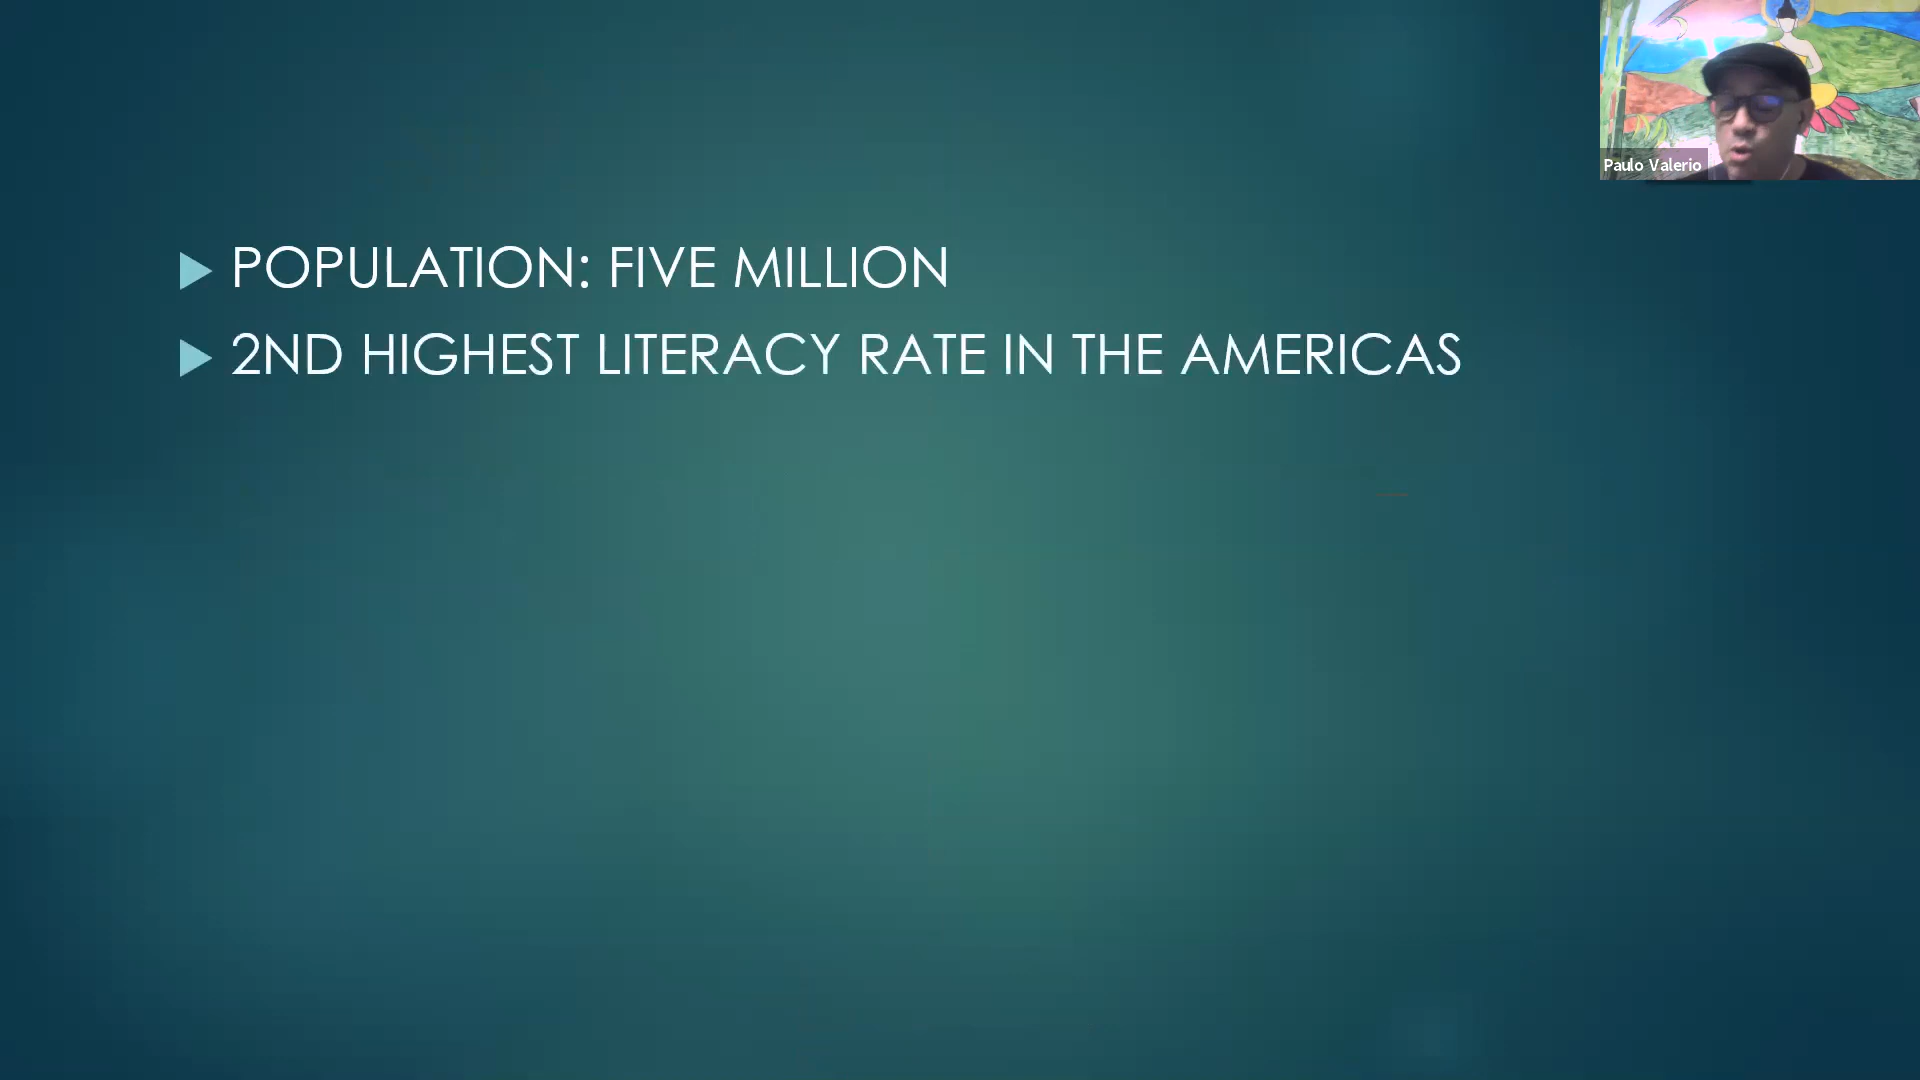 POPULATION: FIVE MILLION
2ND HIGHEST LITERACY RATE IN THE AMERICAS
Paulo Valerio